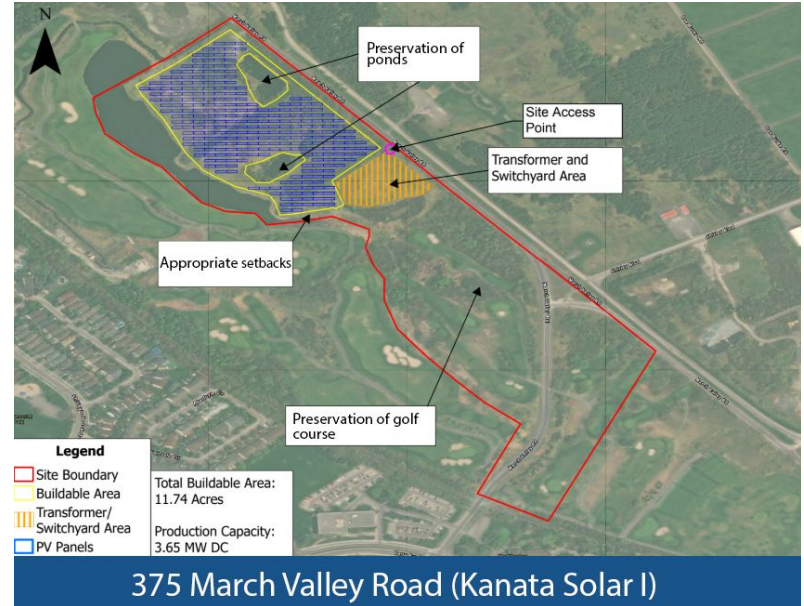 N
Preservation of
ponds
Site Access
Point
Transformer and
Switchyard Area
Appropriate setbacks
Preservation of golf
course
Legend
Site Boundary
Buildable Area
Transformer/
Switchyard Area
PV Panels
Total Buildable Area:
11.74 Acres
Production Capacity:
3.65 MW DC
375 March Valley Road (Kanata Solar I)